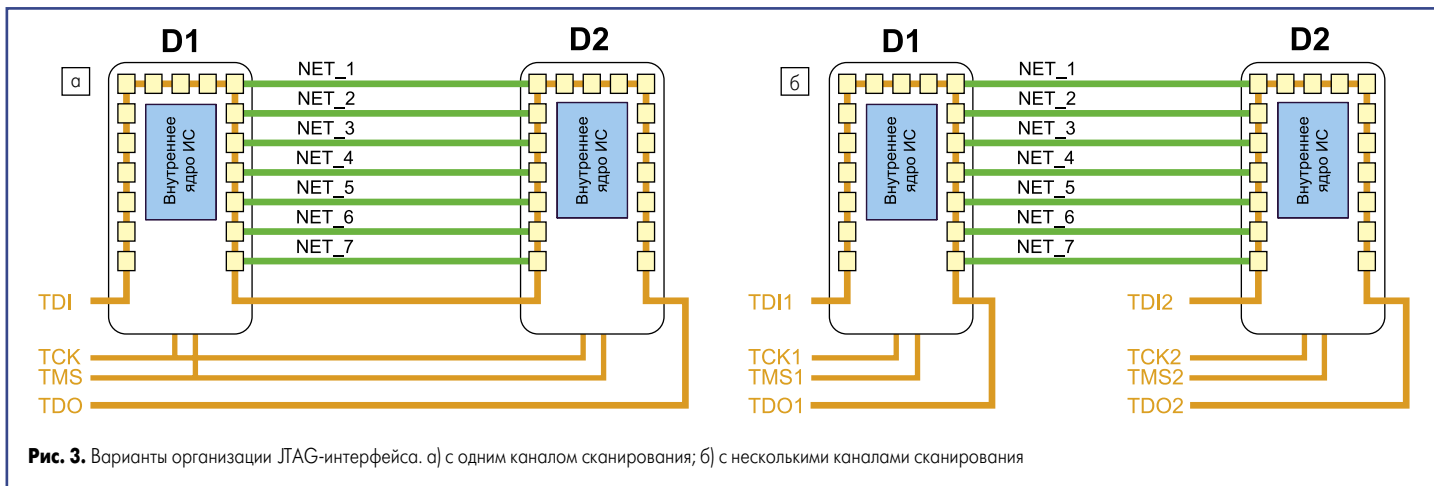 D1
D2
а
NET_1
NET_2
NET_3
NET_4
NET_5
NET_6
NET_7
Внутреннее
ядро ИС
Внутреннее
ядро ИС
TDI
TCK
TMS
TDO
D1
D2
б
NET_1
NET_2
NET_3
NET_4
NET_5
NET_6
NET_7
Внутреннее
ядро ИС
Внутреннее
ядро ИС
TDI1
TCK1
TMS1
TDO1
TDI2
TCK2
TMS2
TDO2
Рис. 3. Варианты организации JTAG-интерфейса. а) с одним каналом сканирования; б) с несколькими каналами сканирования